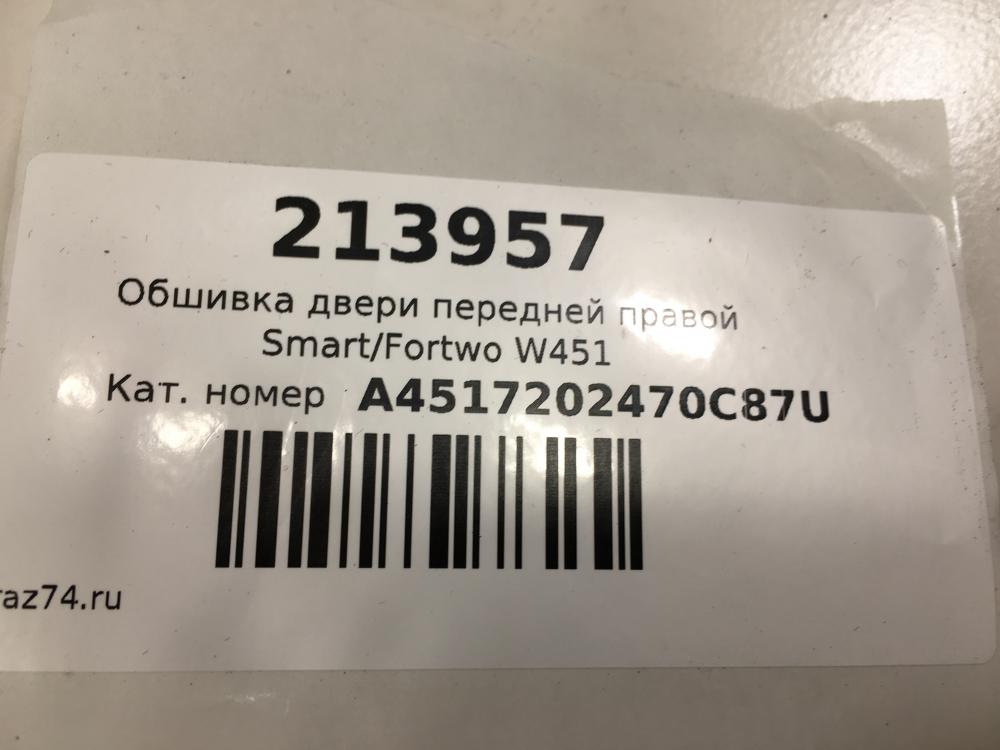 213957
Обшивка двери передней правой
Smart/Fortwo W451
Кат. номер A4517202470C87U
raz74.ru